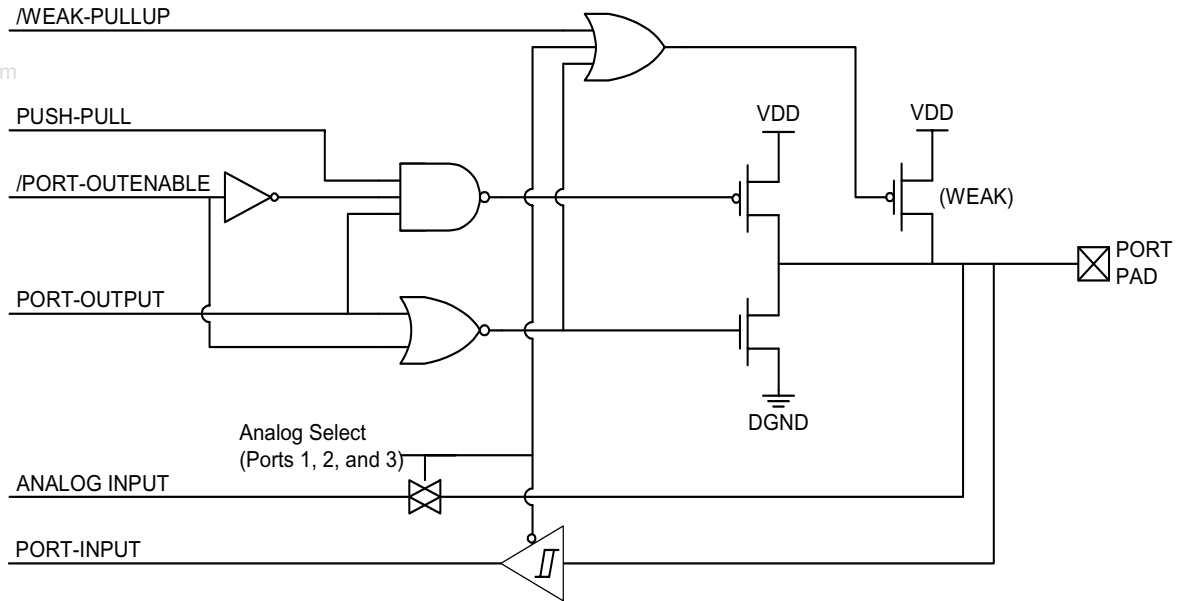 /WEAK-PULLUP
m
PUSH-PULL
VDD
VDD
/PORT-OUTENABLE
(WEAK)
PORT
PAD
PORT-OUTPUT
DGND
Analog Select
(Ports 1, 2, and 3)
ANALOG INPUT
PORT-INPUT